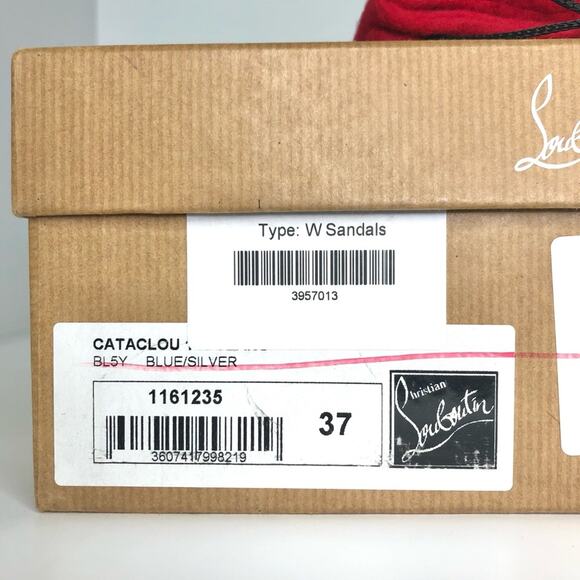 Type: W Sandals
3957013
CATACLOU
BL5Y BLUE/SILVER
1161235
37
3607417998219
Christian
Louboutin